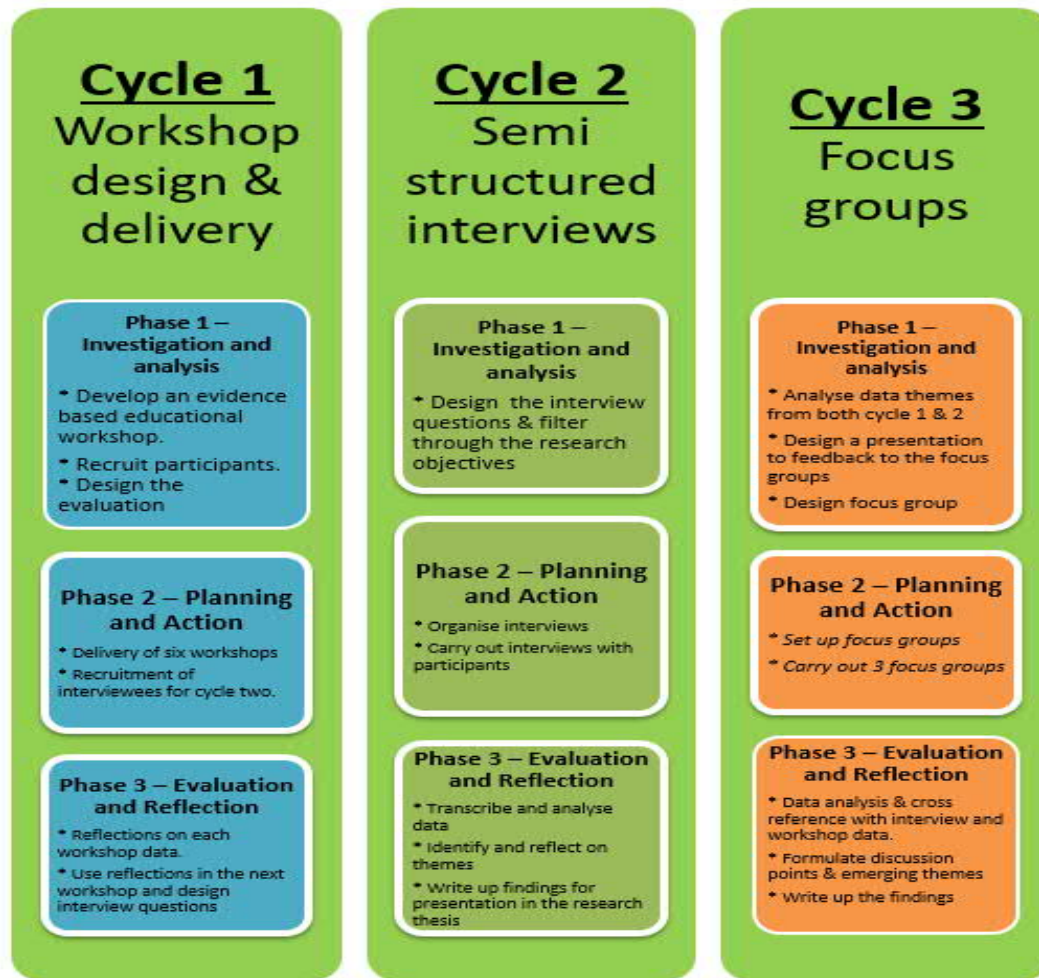 Cycle 1
Workshop
design &
delivery
Phase 1 –
Investigation and
analysis
* Develop an evidence
based educational
workshop.
* Recruit participants.
* Design the
evaluation
Phase 2 – Planning
and Action
* Delivery of six workshops
* Recruitment of
interviewees for cycle two.
Phase 3 – Evaluation
and Reflection
* Reflections on each
workshop data.
* Use reflections in the next
workshop and design
interview questions
Cycle 2
Semi
structured
interviews
Phase 1 –
Investigation and
analysis
* Design the interview
questions & filter
through the research
objectives
Phase 2 – Planning
and Action
* Organise interviews
* Carry out interviews with
participants
Phase 3 – Evaluation
and Reflection
* Transcribe and analyse
data
* Identify and reflect on
themes
* Write up findings for
presentation in the research
thesis
Cycle 3
Focus
groups
Phase 1 –
Investigation and
analysis
* Analyse data themes
from both cycle 1 & 2
* Design a presentation
to feedback to the focus
groups
* Design focus group
Phase 2 – Planning
and Action
* Set up focus groups
* Carry out 3 focus groups
Phase 3 – Evaluation
and Reflection
* Data analysis & cross
reference with interview and
workshop data.
* Formulate discussion
points & emerging themes
* Write up the findings